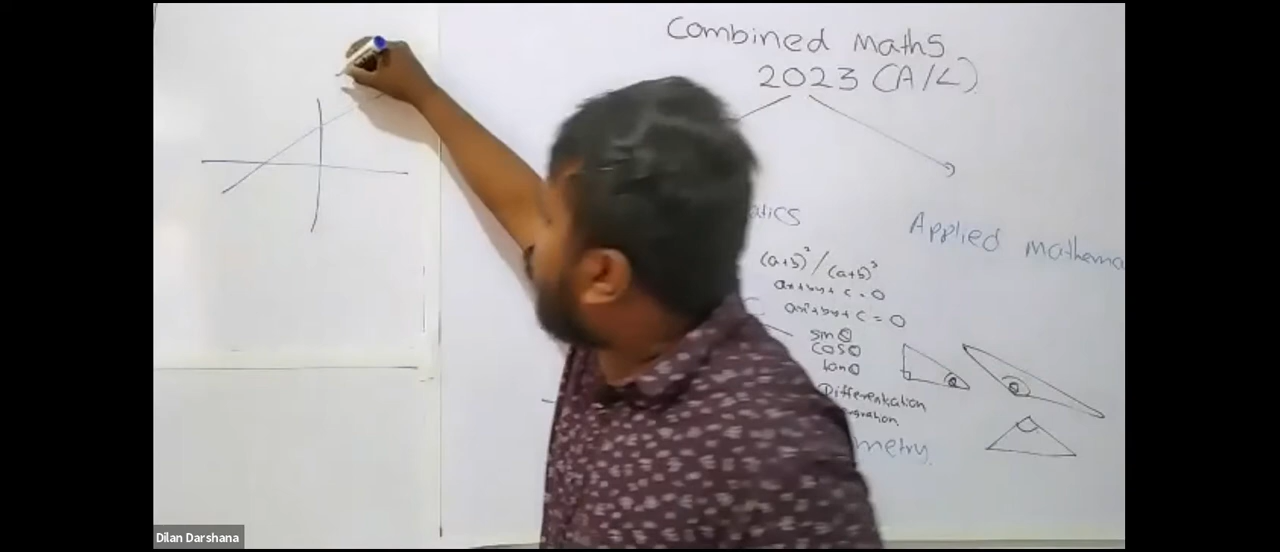 Combined Maths
2023 (A/L)
Applied Mathema
(a+b)² / (a+b)³
ax+by+c=0
ax²+bx+c=0
sinθ
cosθ
tanθ
Differentiation
Dilan Darshana